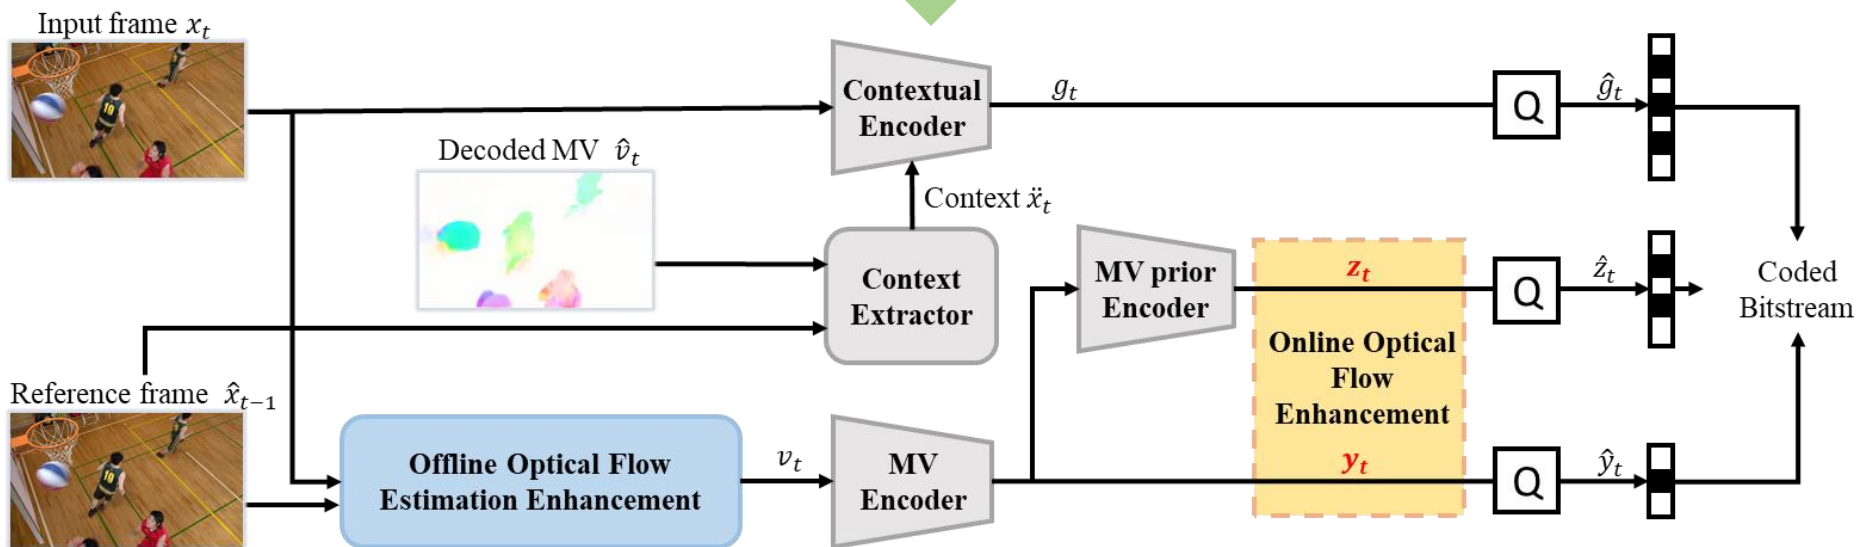 Input frame x_t
Contextual
Encoder
g_t
Q
ĝ_t
Decoded MV v̂_t
Context ẍ_t
Context
Extractor
MV prior
Encoder
z_t
Q
ẑ_t
Coded
Bitstream
Online Optical
Flow
Enhancement
Reference frame x̂_{t−1}
Offline Optical Flow
Estimation Enhancement
v_t
MV
Encoder
y_t
Q
ŷ_t
10
10